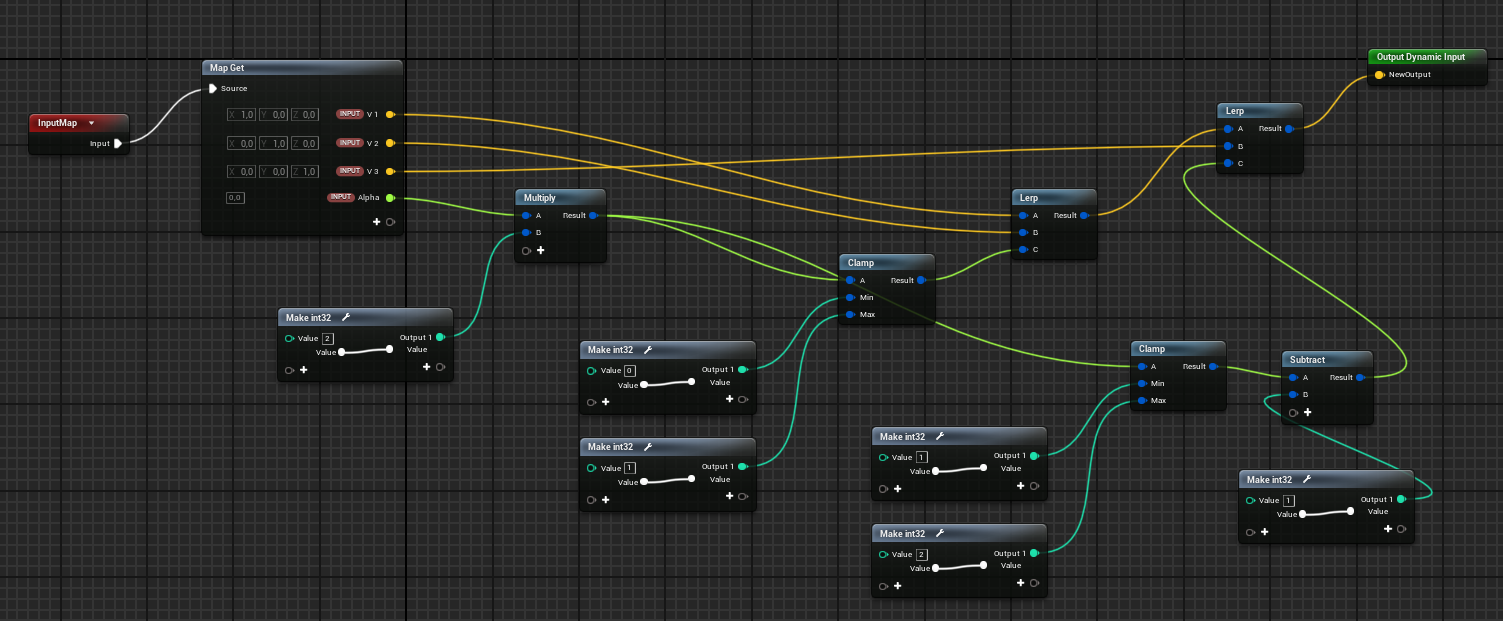 Output Dynamic Input
NewOutput
Map Get
Source
X 1,0 Y 0,0 Z 0,0 INPUT V 1
X 0,0 Y 1,0 Z 0,0 INPUT V 2
X 0,0 Y 0,0 Z 1,0 INPUT V 3
0,0 INPUT Alpha
InputMap
Input
Lerp
A Result
B
C
Multiply
A Result
B
Lerp
A Result
B
C
Clamp
A Result
Min
Max
Make int32
Value 2 Output 1
Value Value
Make int32
Value 0 Output 1
Value Value
Make int32
Value 1 Output 1
Value Value
Clamp
A Result
Min
Max
Subtract
A Result
B
Make int32
Value 1 Output 1
Value Value
Make int32
Value 2 Output 1
Value Value
Make int32
Value 1 Output 1
Value Value